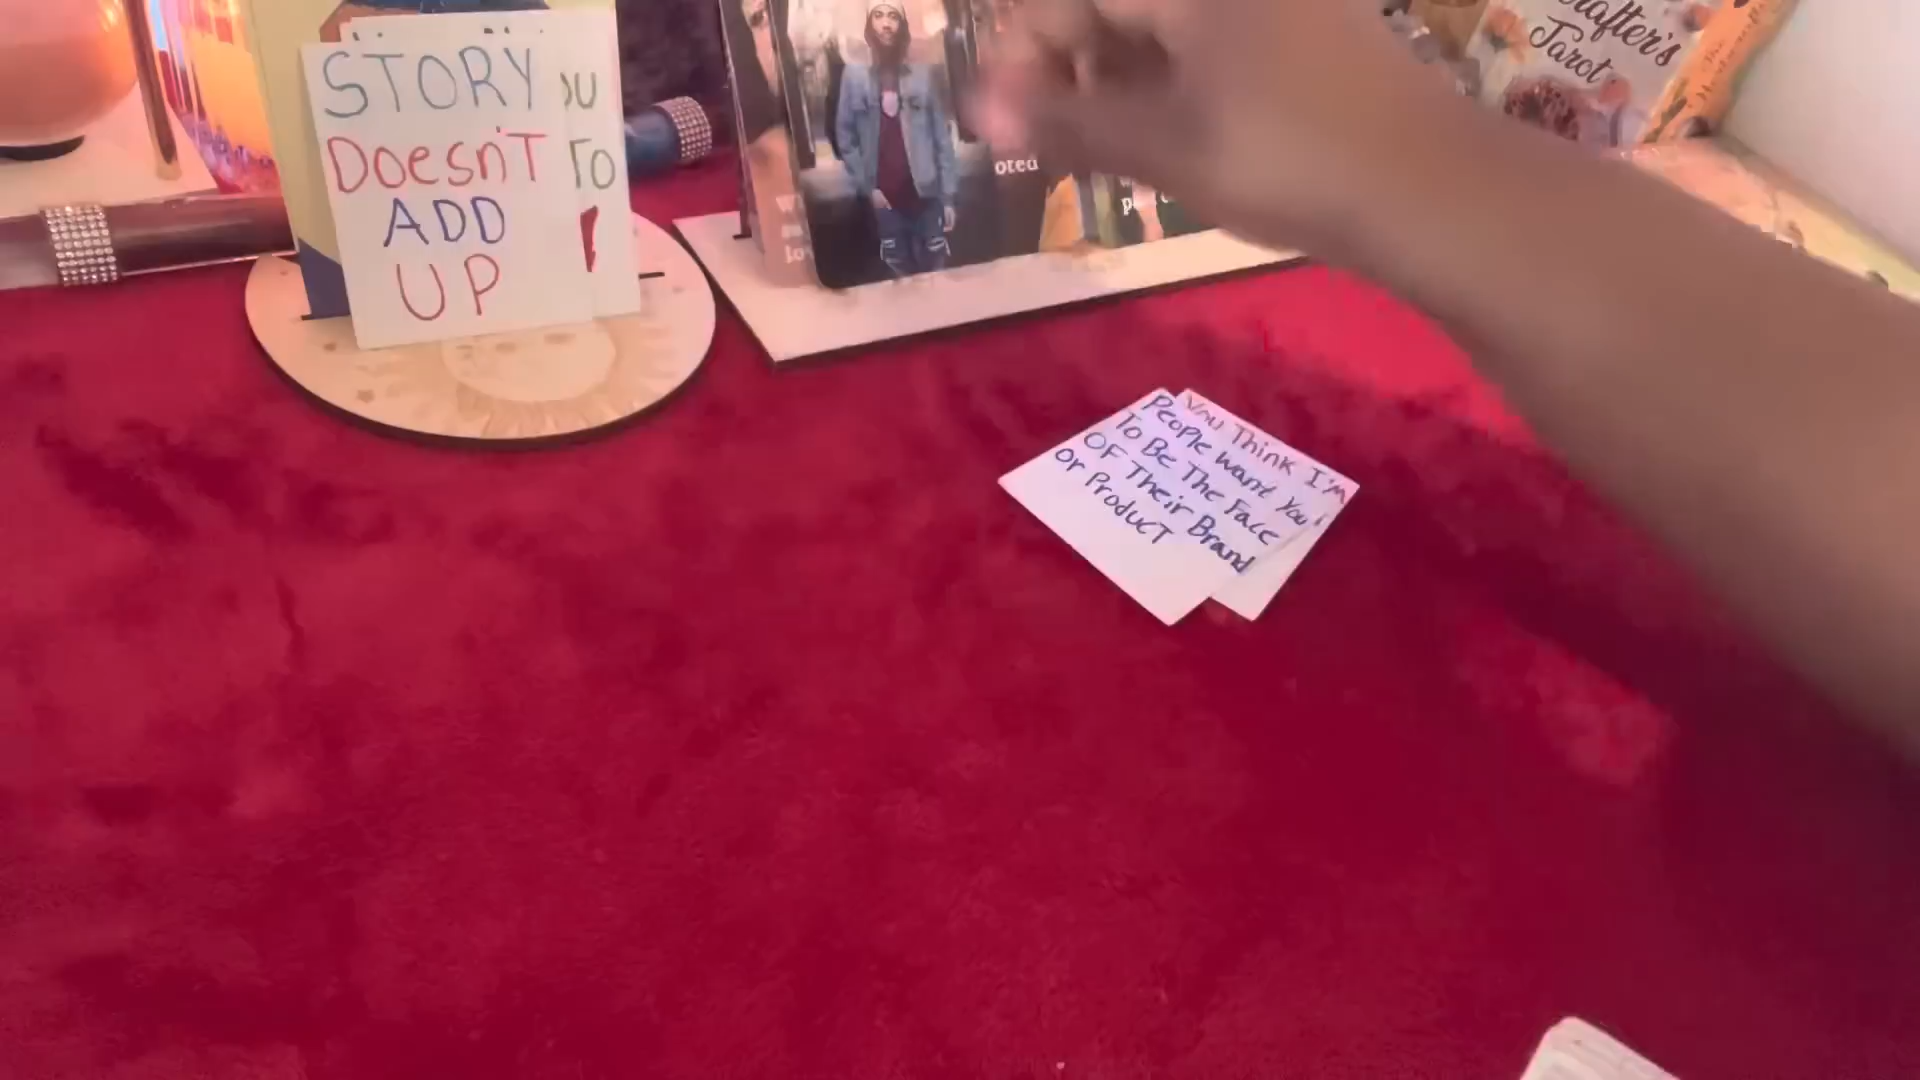 STORY
Doesn'T
ADD
UP
OU
TO
You Think I'm
People want You
To Be The Face
OF Their Brand
or Product
oted
crafter's
Tarot